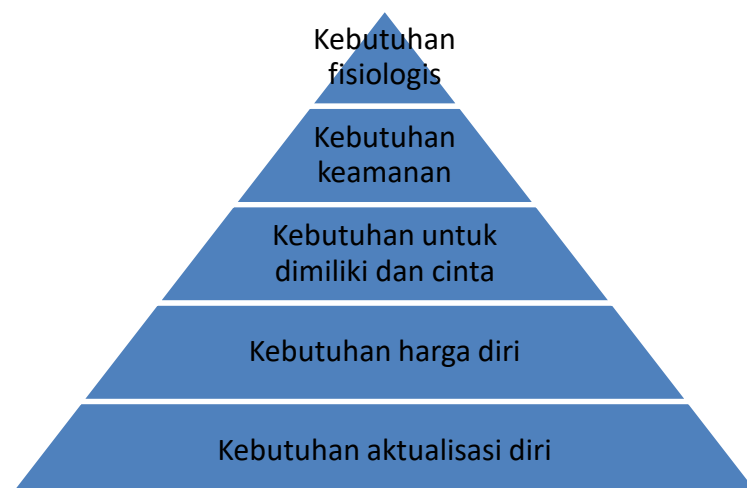 Kebutuhan
fisiologis
Kebutuhan
keamanan
Kebutuhan untuk
dimiliki dan cinta
Kebutuhan harga diri
Kebutuhan aktualisasi diri